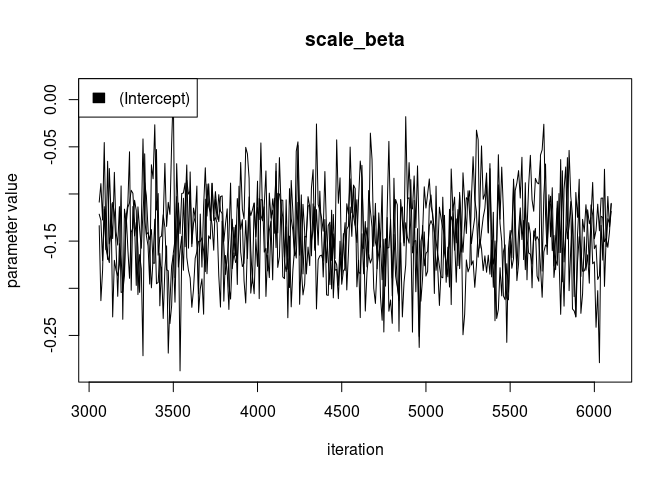 scale_beta
(Intercept)
0.00
-0.05
-0.15
-0.25
parameter value
3000 3500 4000 4500 5000 5500 6000
iteration